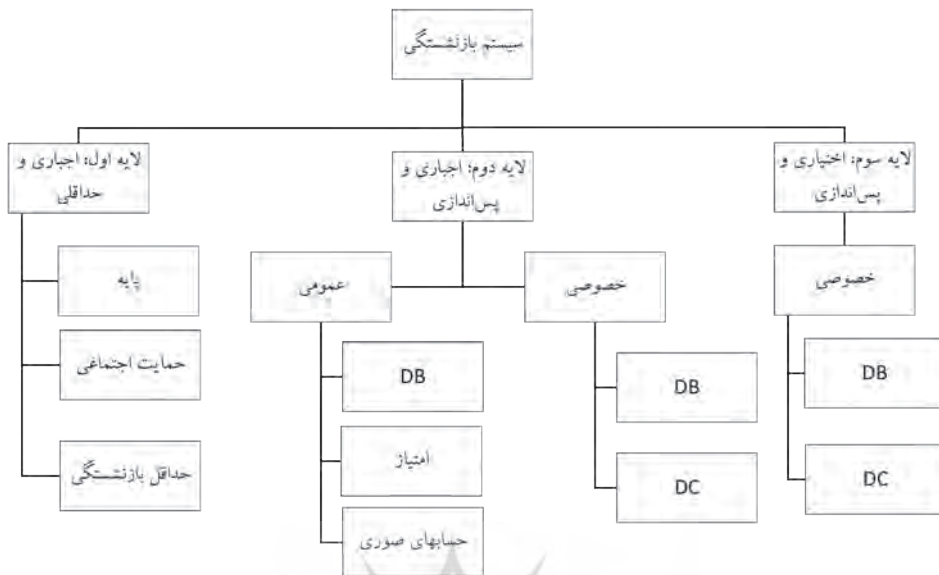 سیستم بازنشستگی
لایه اول: اجباری و
حداقلی
لایه دوم: اجباری و
پس‌اندازی
لایه سوم: اختیاری و
پس‌اندازی
پایه
حمایت اجتماعی
حداقل بازنشستگی
عمومی
DB
امتیاز
حسابهای صوری
خصوصی
DB
DC
خصوصی
DB
DC